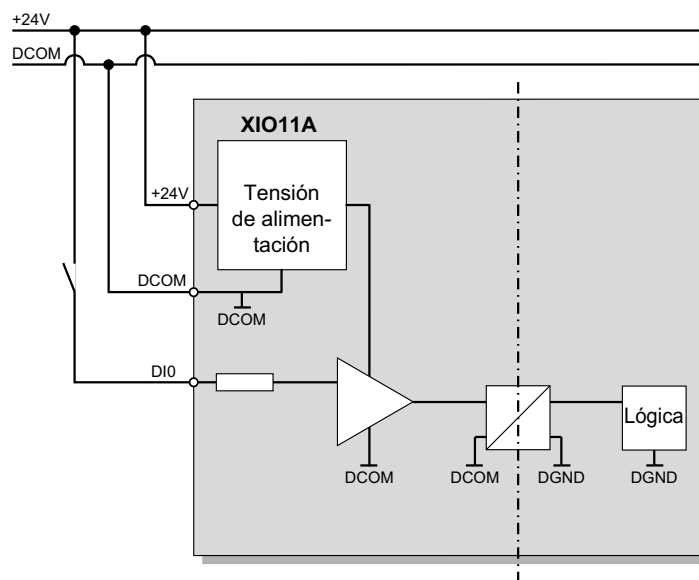 +24V
DCOM
XIO11A
+24V
Tensión
de alimen-
tación
DCOM
DCOM
DI0
Lógica
DCOM
DCOM
DGND
DGND